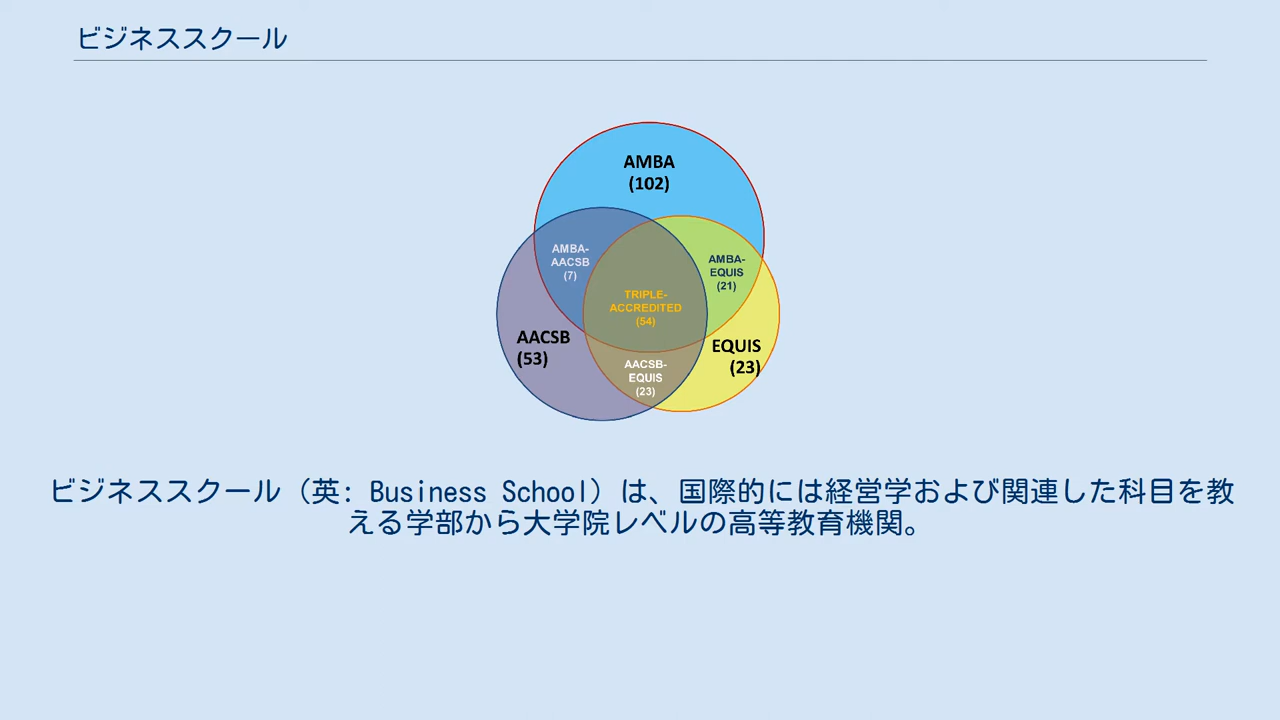 ビジネススクール
AMBA
(102)
AMBA-
AACSB
(7)
AMBA-
EQUIS
(21)
TRIPLE-
ACCREDITED
(54)
AACSB
(53)
EQUIS
(23)
AACSB-
EQUIS
(23)
ビジネススクール（英: Business School）は、国際的には経営学および関連した科目を教
える学部から大学院レベルの高等教育機関。